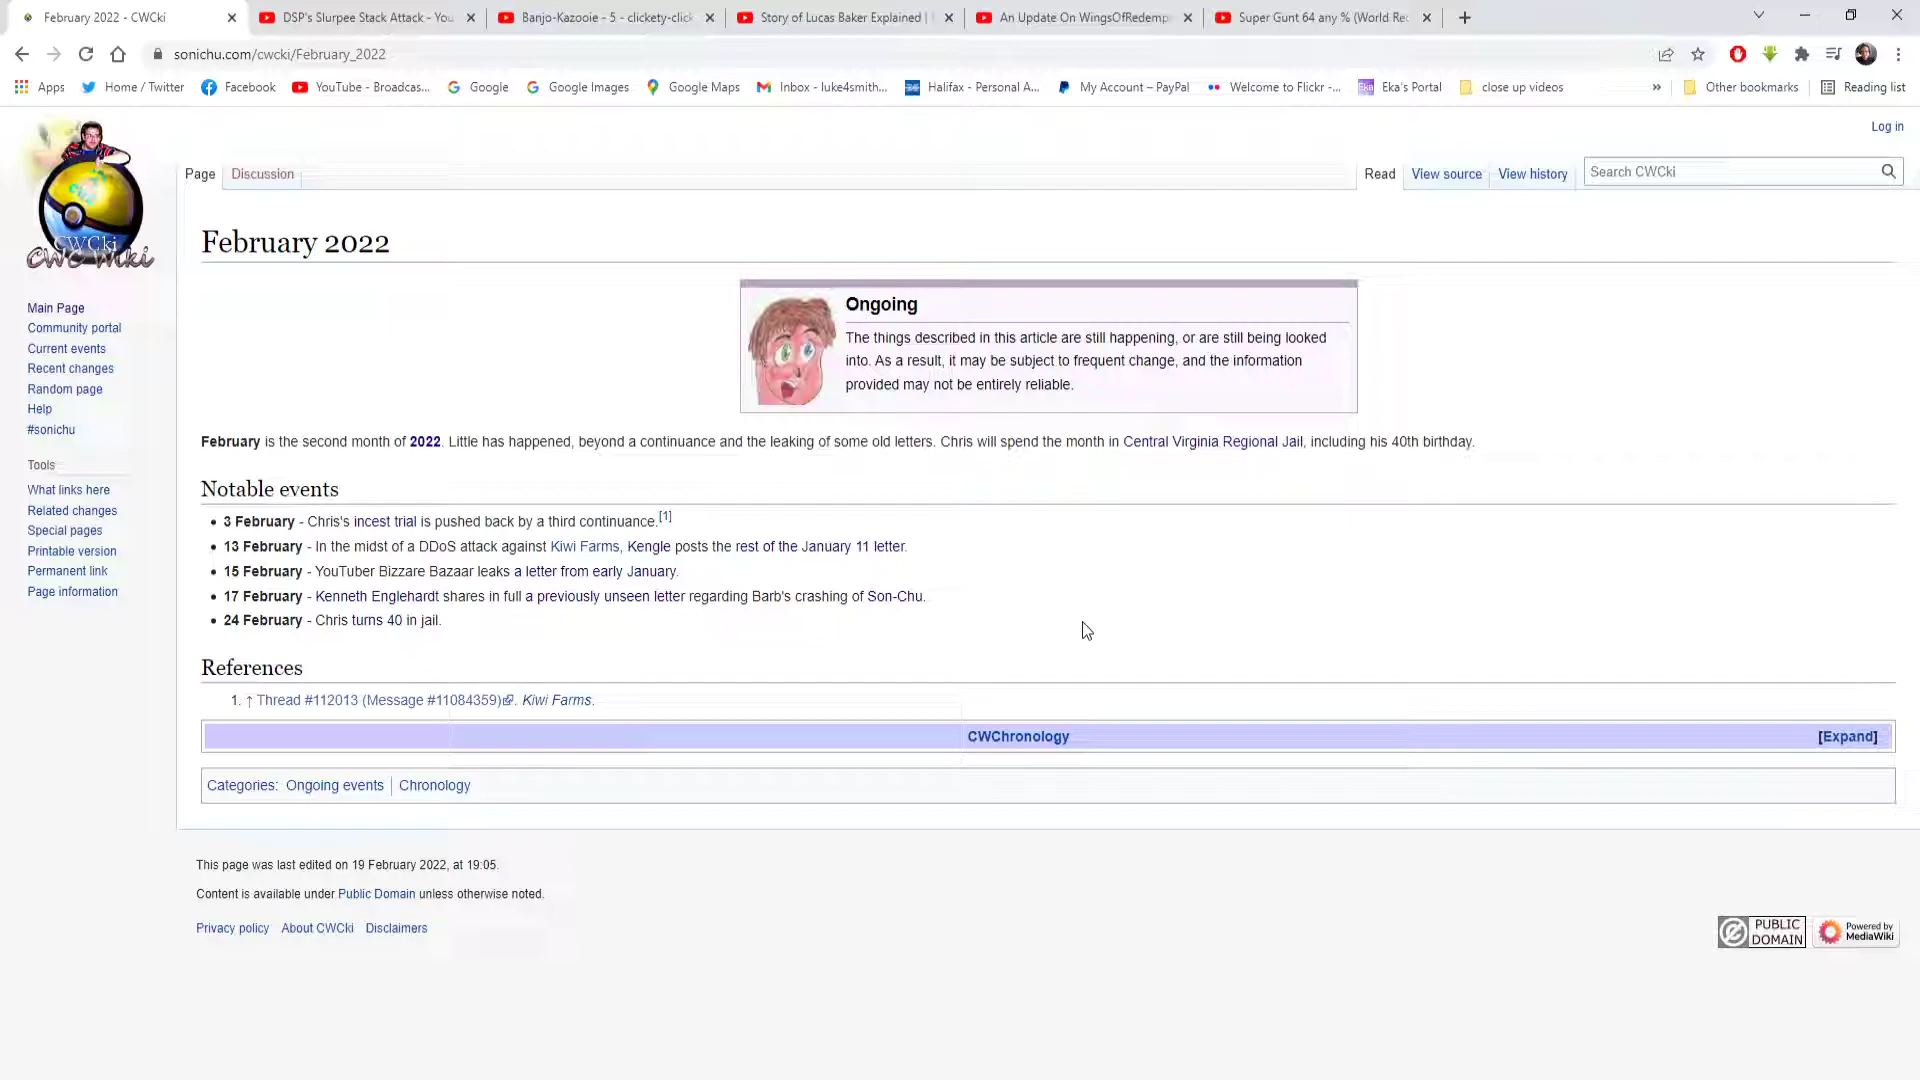 February 2022 - CWCki
DSP's Slurpee Stack Attack - You
Banjo-Kazooie - 5 - clickety-click
Story of Lucas Baker Explained |
An Update On WingsOfRedemp
Super Gunt 64 any % (World Rec
sonichu.com/cwcki/February_2022
Apps
Home / Twitter
Facebook
YouTube - Broadcas...
Google
Google Images
Google Maps
Inbox - luke4smith...
Halifax - Personal A...
My Account – PayPal
Welcome to Flickr -...
Eka's Portal
close up videos
»
Other bookmarks
Reading list
Log in
CWCki
CWC Wiki
Page
Discussion
Read
View source
View history
Search CWCki
February 2022
Ongoing
The things described in this article are still happening, or are still being looked
into. As a result, it may be subject to frequent change, and the information
provided may not be entirely reliable.
Main Page
Community portal
Current events
Recent changes
Random page
Help
#sonichu
Tools
What links here
Related changes
Special pages
Printable version
Permanent link
Page information
February is the second month of 2022. Little has happened, beyond a continuance and the leaking of some old letters. Chris will spend the month in Central Virginia Regional Jail, including his 40th birthday.
Notable events
• 3 February - Chris's incest trial is pushed back by a third continuance.[1]
• 13 February - In the midst of a DDoS attack against Kiwi Farms, Kengle posts the rest of the January 11 letter.
• 15 February - YouTuber Bizzare Bazaar leaks a letter from early January.
• 17 February - Kenneth Englehardt shares in full a previously unseen letter regarding Barb's crashing of Son-Chu.
• 24 February - Chris turns 40 in jail.
References
1. ↑ Thread #112013 (Message #11084359). Kiwi Farms.
CWChronology
[Expand]
Categories: Ongoing events | Chronology
This page was last edited on 19 February 2022, at 19:05.
Content is available under Public Domain unless otherwise noted.
Privacy policy
About CWCki
Disclaimers
PUBLIC
DOMAIN
Powered by
MediaWiki